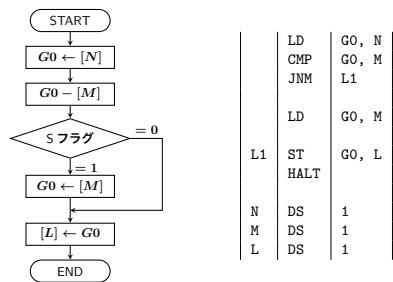 START
G0 ← [N]
G0 − [M]
S フラグ
= 0
= 1
G0 ← [M]
[L] ← G0
END
LD G0, N
CMP G0, M
JNM L1
LD G0, M
L1 ST G0, L
HALT
N DS 1
M DS 1
L DS 1